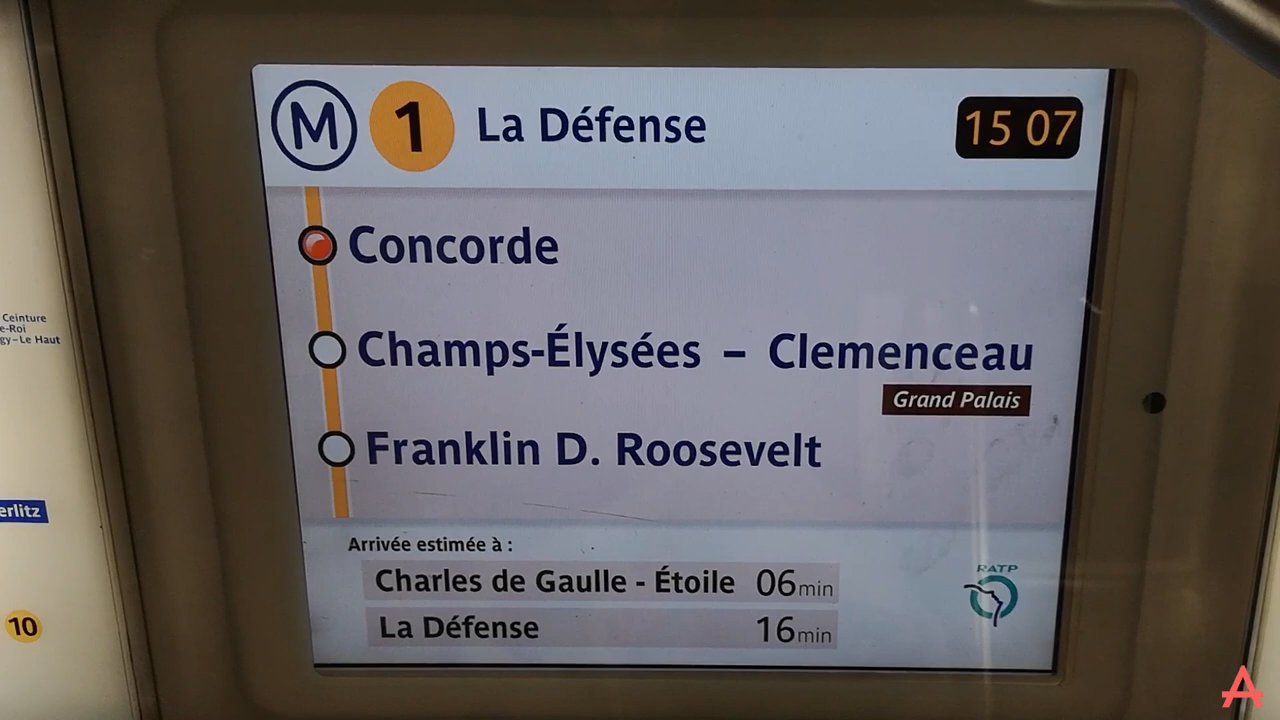 M 1 La Défense 15 07
Concorde
Champs-Élysées – Clemenceau
Grand Palais
Franklin D. Roosevelt
Arrivée estimée à :
Charles de Gaulle - Étoile 06min
La Défense 16min
RATP
Ceinture
e-Roi
gy–Le Haut
erlitz
10